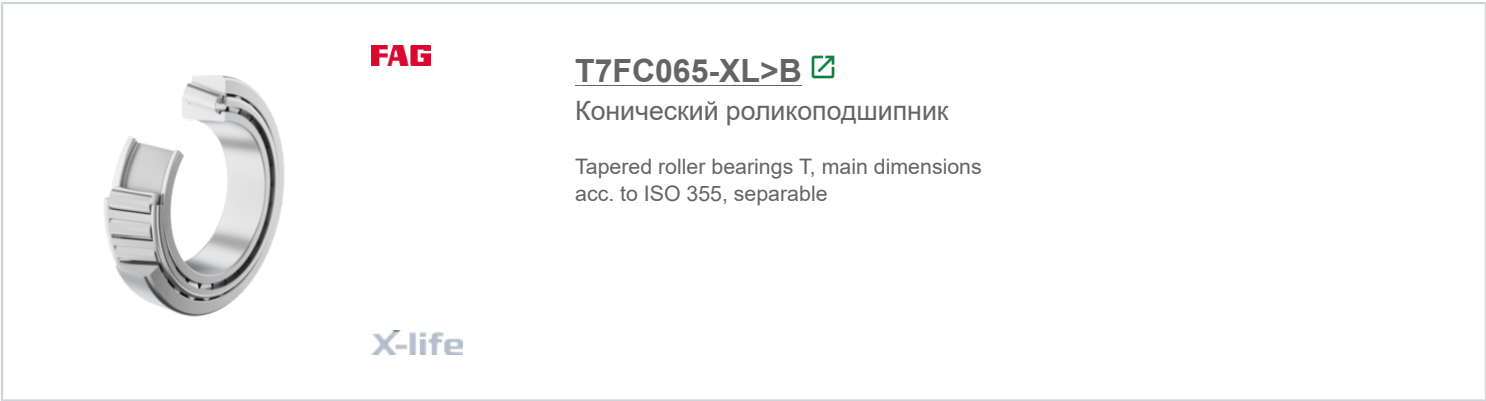 FAG
T7FC065-XL>B
Конический роликоподшипник
Tapered roller bearings T, main dimensions
acc. to ISO 355, separable
X-life